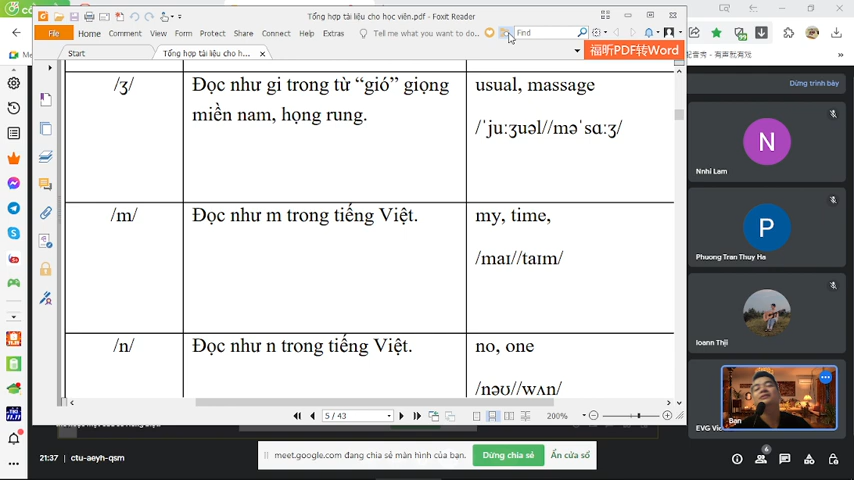 Tổng hợp tài liệu cho học viên.pdf - Foxit Reader
File Home Comment View Form Protect Share Connect Help Extras Tell me what you want to do.. Find
Start Tổng hợp tài liệu cho h... 福昕PDF转Word
/ʒ/ Đọc như gi trong từ “gió” giọng usual, massage
miền nam, họng rung.
/ˈjuːʒuəl//məˈsɑːʒ/
/m/ Đọc như m trong tiếng Việt. my, time,
/maɪ//taɪm/
/n/ Đọc như n trong tiếng Việt. no, one
/nəʊ//wʌn/
5 / 43 200%
Dừng trình bày
N
Nnhi Lam
P
Phuong Tran Thuy Ha
Ioann Thịi
Bạn
EVG
21:37 ctu-aeyh-qsm
meet.google.com đang chia sẻ màn hình của bạn. Dừng chia sẻ Ẩn cửa sổ
6